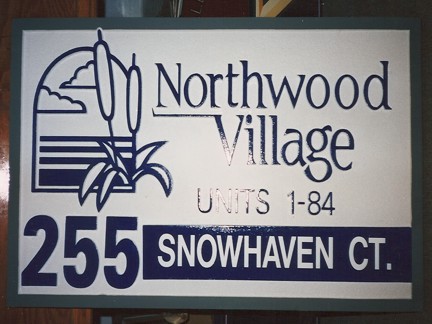 Northwood
Village
UNITS 1-84
255 SNOWHAVEN CT.